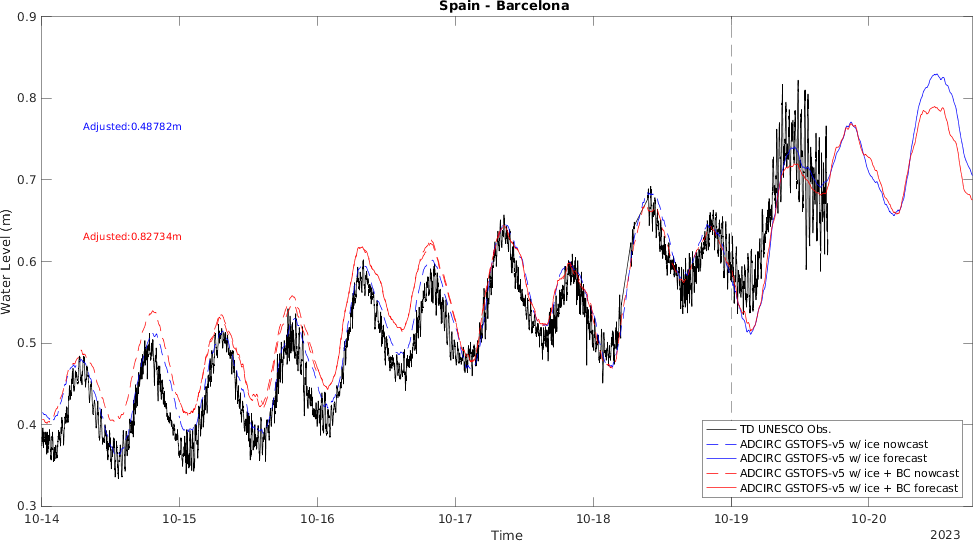 Spain - Barcelona
0.9
0.8
0.7
0.6
0.5
0.4
0.3
Water Level (m)
Adjusted:0.48782m
Adjusted:0.82734m
TD UNESCO Obs.
ADCIRC GSTOFS-v5 w/ ice nowcast
ADCIRC GSTOFS-v5 w/ ice forecast
ADCIRC GSTOFS-v5 w/ ice + BC nowcast
ADCIRC GSTOFS-v5 w/ ice + BC forecast
10-14 10-15 10-16 10-17 10-18 10-19 10-20
Time
2023